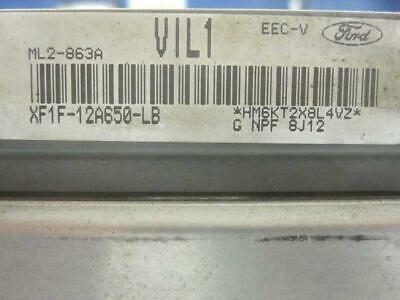 VIL1 EEC-V Ford
ML2-863A
XF1F-12A650-LB *HM6KT2X8L4VZ*
G NPF 8J12